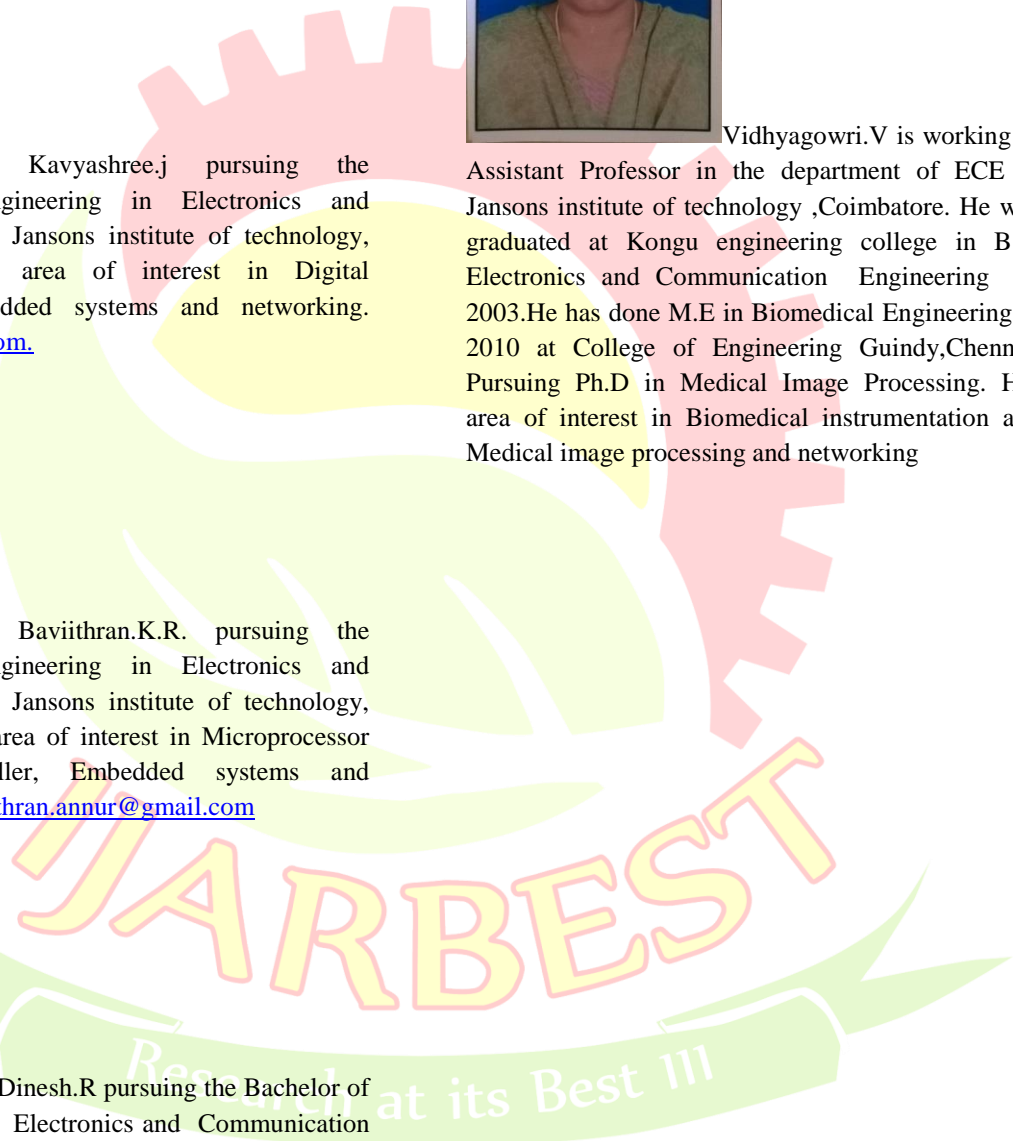 Kavyashree.j pursuing the
gineering in Electronics and
Jansons institute of technology,
area of interest in Digital
dded systems and networking.
om.
Baviithran.K.R. pursuing the
gineering in Electronics and
Jansons institute of technology,
area of interest in Microprocessor
ller, Embedded systems and
thran.annur@gmail.com
Dinesh.R pursuing the Bachelor of
Electronics and Communication
Vidhyagowri.V is working
Assistant Professor in the department of ECE
Jansons institute of technology ,Coimbatore. He w
graduated at Kongu engineering college in B
Electronics and Communication Engineering
2003.He has done M.E in Biomedical Engineering
2010 at College of Engineering Guindy,Chenn
Pursuing Ph.D in Medical Image Processing. H
area of interest in Biomedical instrumentation a
Medical image processing and networking
IJARBEST
Research at its Best !!!